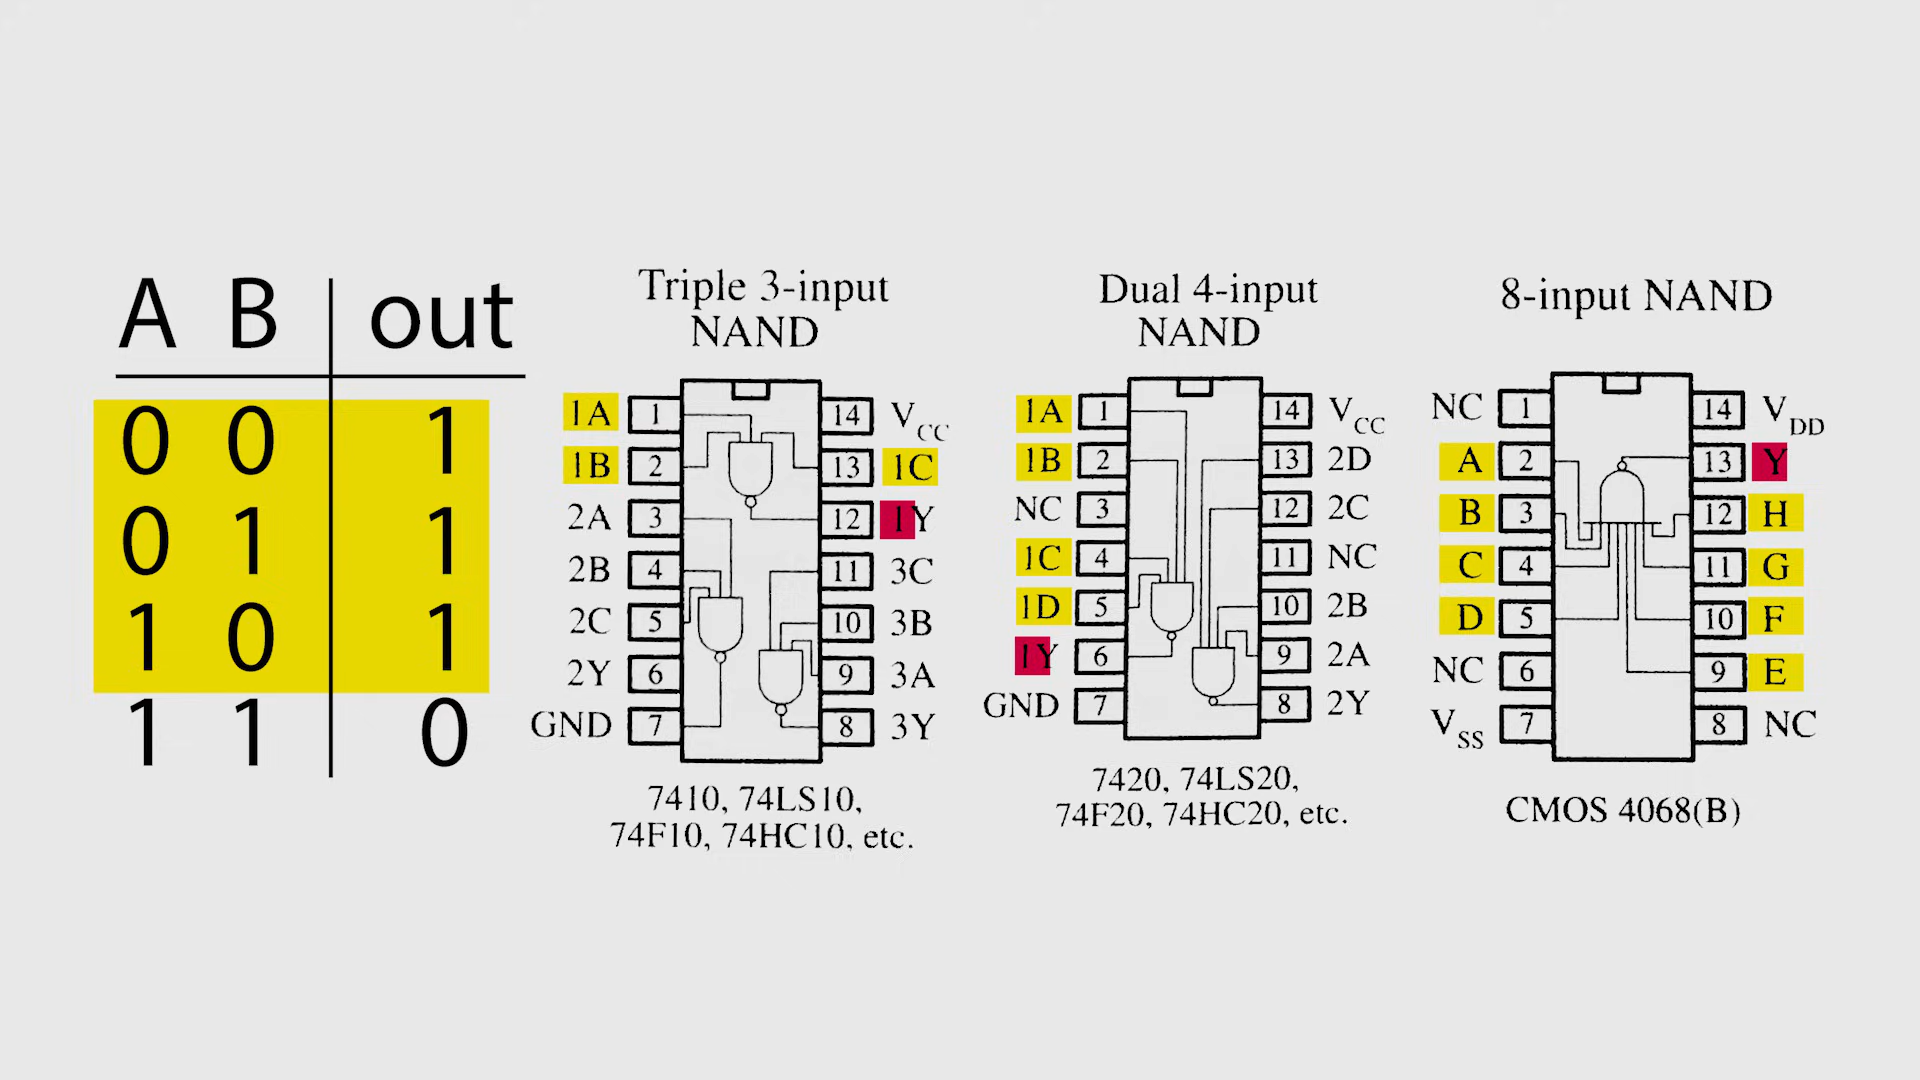 A B out
0 0 1
0 1 1
1 0 1
1 1 0
Triple 3-input
NAND
1A 1 14 VCC
1B 2 13 1C
2A 3 12 1Y
2B 4 11 3C
2C 5 10 3B
2Y 6 9 3A
GND 7 8 3Y
7410, 74LS10,
74F10, 74HC10, etc.
Dual 4-input
NAND
1A 1 14 VCC
1B 2 13 2D
NC 3 12 2C
1C 4 11 NC
1D 5 10 2B
1Y 6 9 2A
GND 7 8 2Y
7420, 74LS20,
74F20, 74HC20, etc.
8-input NAND
NC 1 14 VDD
A 2 13 Y
B 3 12 H
C 4 11 G
D 5 10 F
NC 6 9 E
VSS 7 8 NC
CMOS 4068(B)